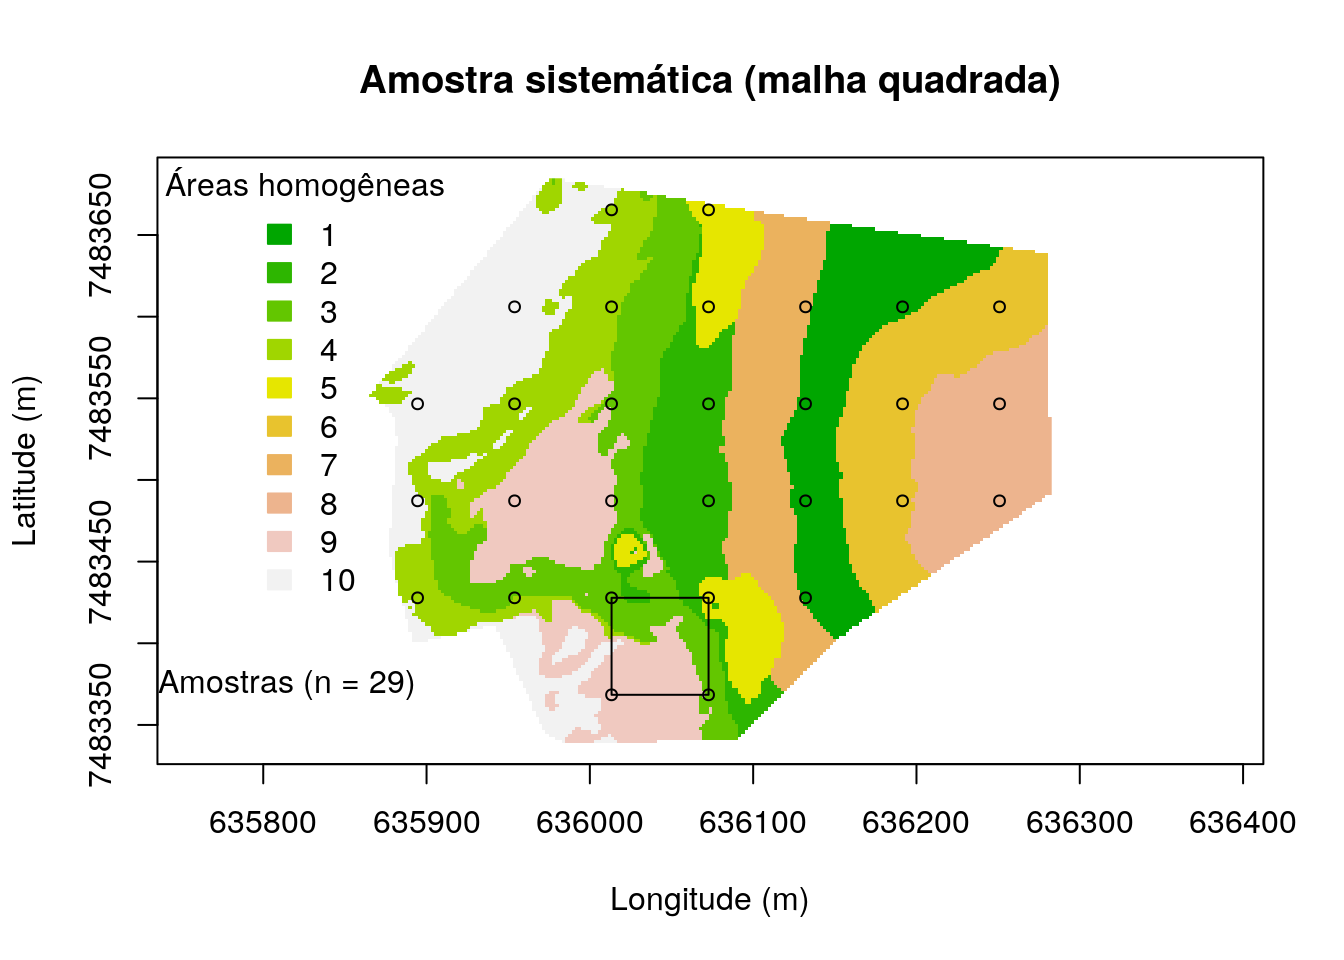 Amostra sistemática (malha quadrada)
Áreas homogêneas
1
2
3
4
5
6
7
8
9
10
Amostras (n = 29)
Latitude (m)
7483650
7483550
7483450
7483350
635800 635900 636000 636100 636200 636300 636400
Longitude (m)